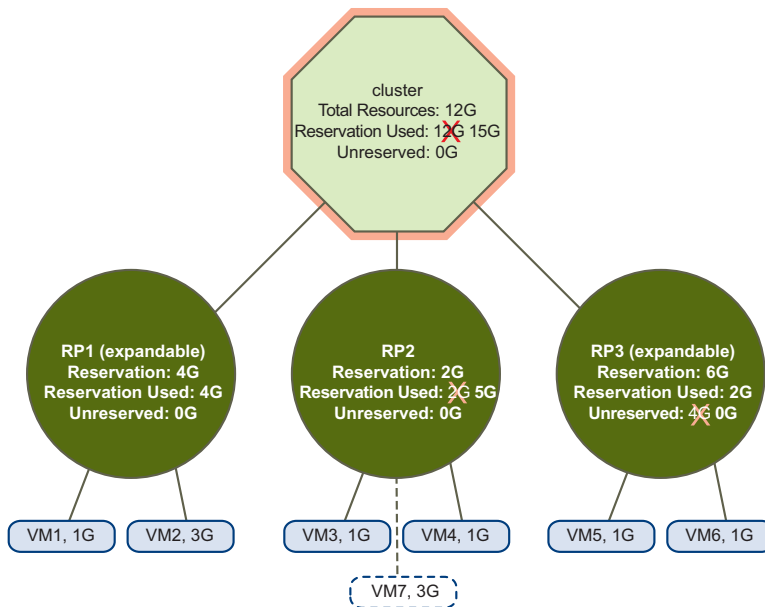 cluster
Total Resources: 12G
Reservation Used: 12G 15G
Unreserved: 0G
RP1 (expandable)
Reservation: 4G
Reservation Used: 4G
Unreserved: 0G
RP2
Reservation: 2G
Reservation Used: 2G 5G
Unreserved: 0G
RP3 (expandable)
Reservation: 6G
Reservation Used: 2G
Unreserved: 4G 0G
VM1, 1G
VM2, 3G
VM3, 1G
VM4, 1G
VM5, 1G
VM6, 1G
VM7, 3G